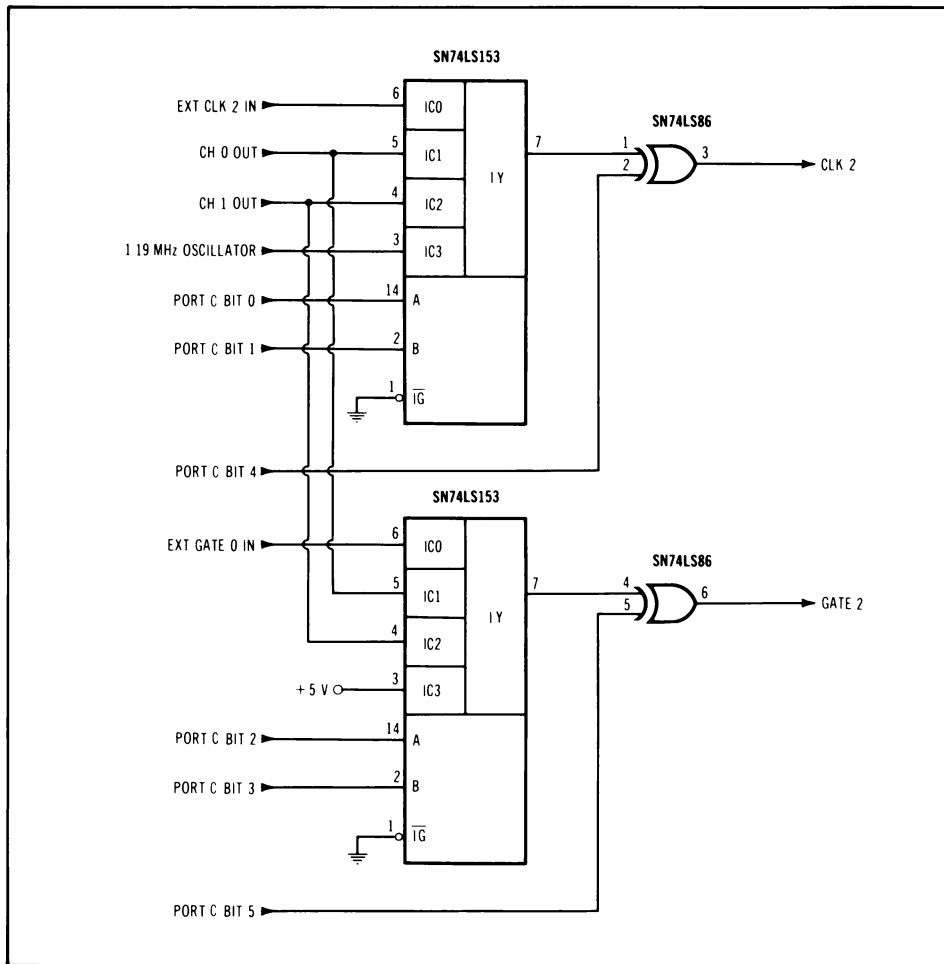 SN74LS153
EXT CLK 2 IN
6
IC0
CH 0 OUT
5
IC1
CH 1 OUT
4
IC2
1 19 MHz OSCILLATOR
3
IC3
PORT C BIT 0
14
A
PORT C BIT 1
2
B
1
IG
IY
7
SN74LS86
1
2
3
CLK 2
PORT C BIT 4
SN74LS153
EXT GATE 0 IN
6
IC0
5
IC1
4
IC2
+5 V
3
IC3
PORT C BIT 2
14
A
PORT C BIT 3
2
B
1
IG
IY
7
SN74LS86
4
5
6
GATE 2
PORT C BIT 5